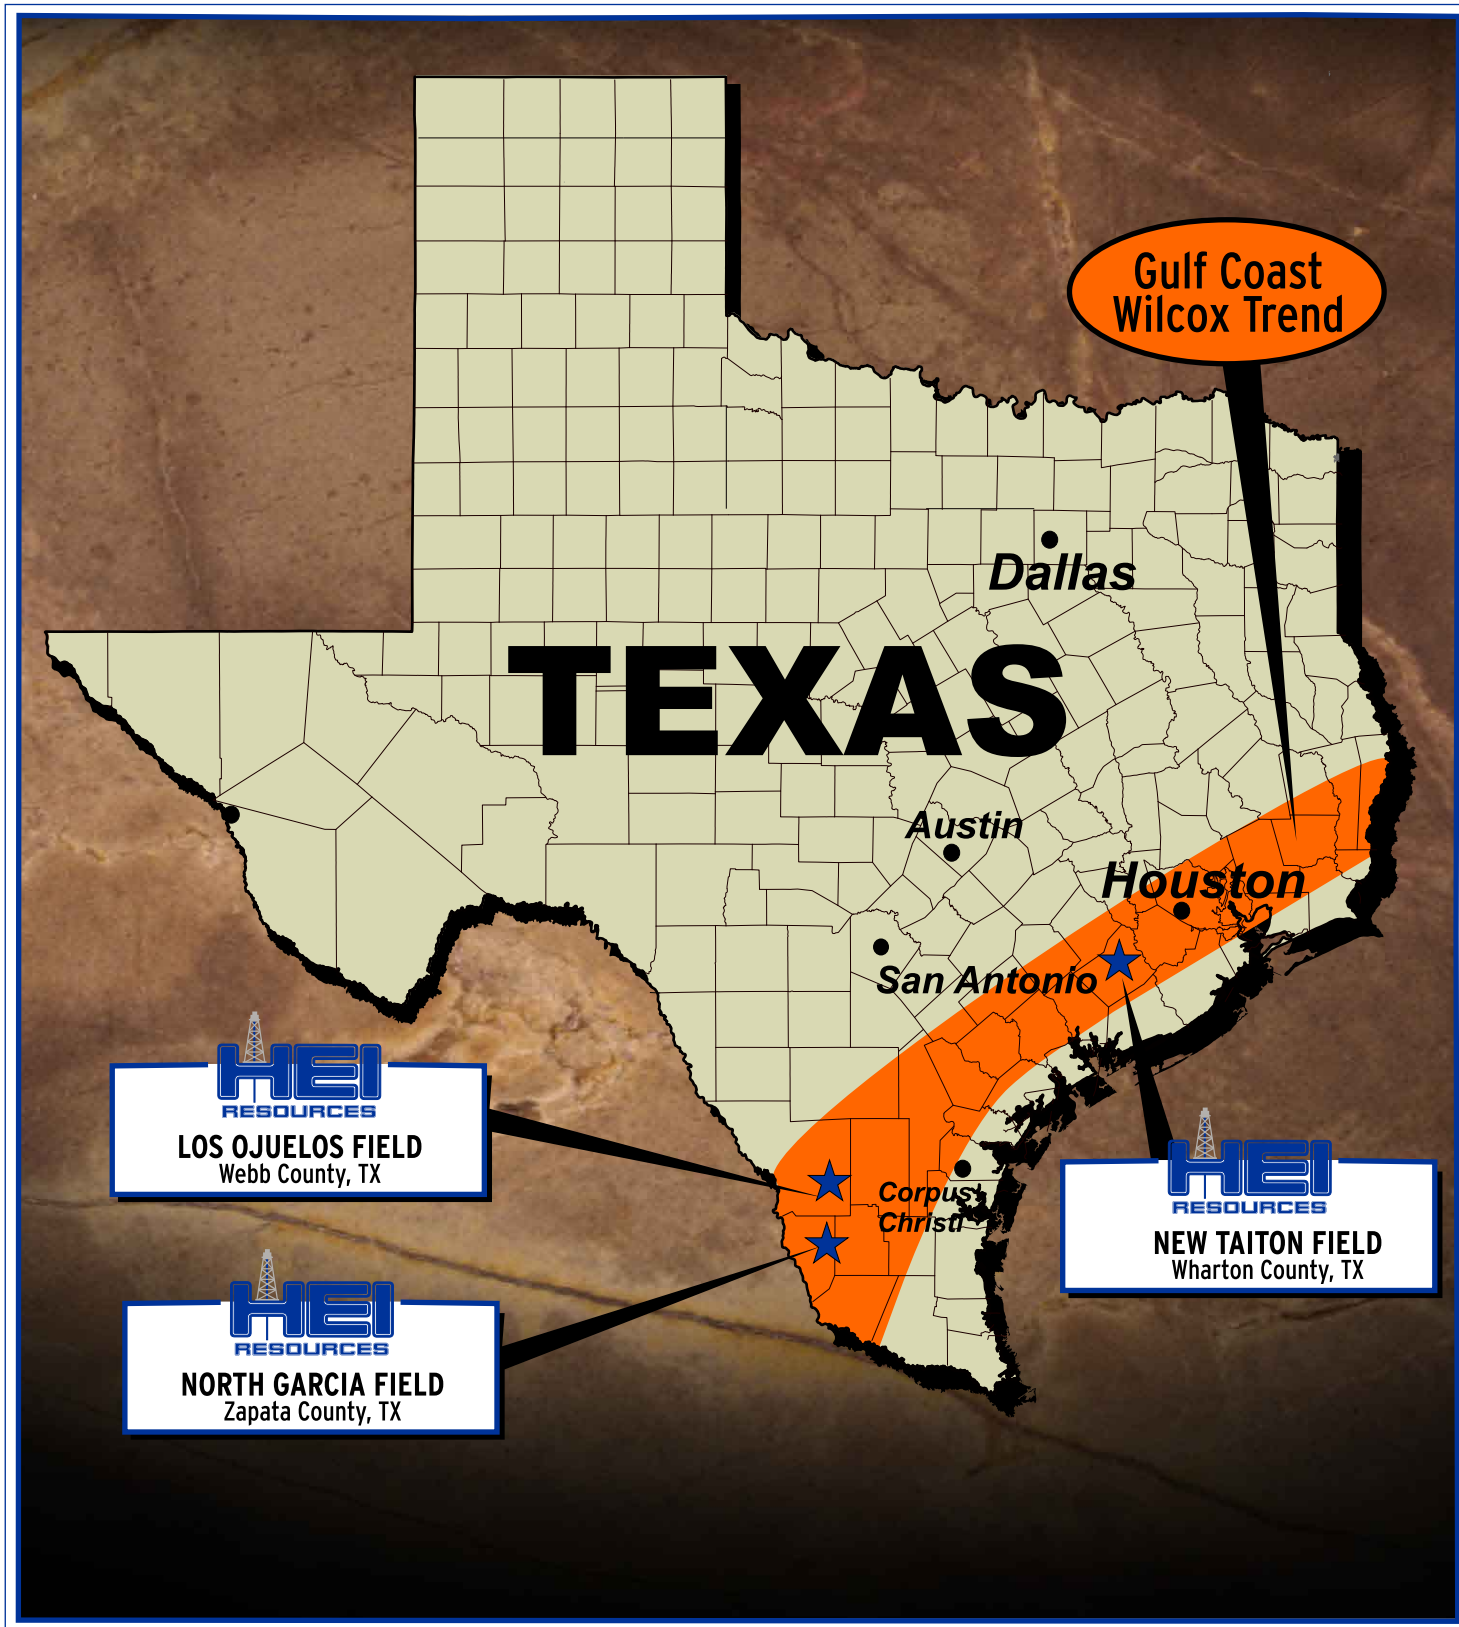 Gulf Coast
Wilcox Trend
Dallas
TEXAS
Austin
Houston
San Antonio
HEI
RESOURCES
LOS OJUELOS FIELD
Webb County, TX
Corpus
Christi
HEI
RESOURCES
NEW TAITON FIELD
Wharton County, TX
HEI
RESOURCES
NORTH GARCIA FIELD
Zapata County, TX